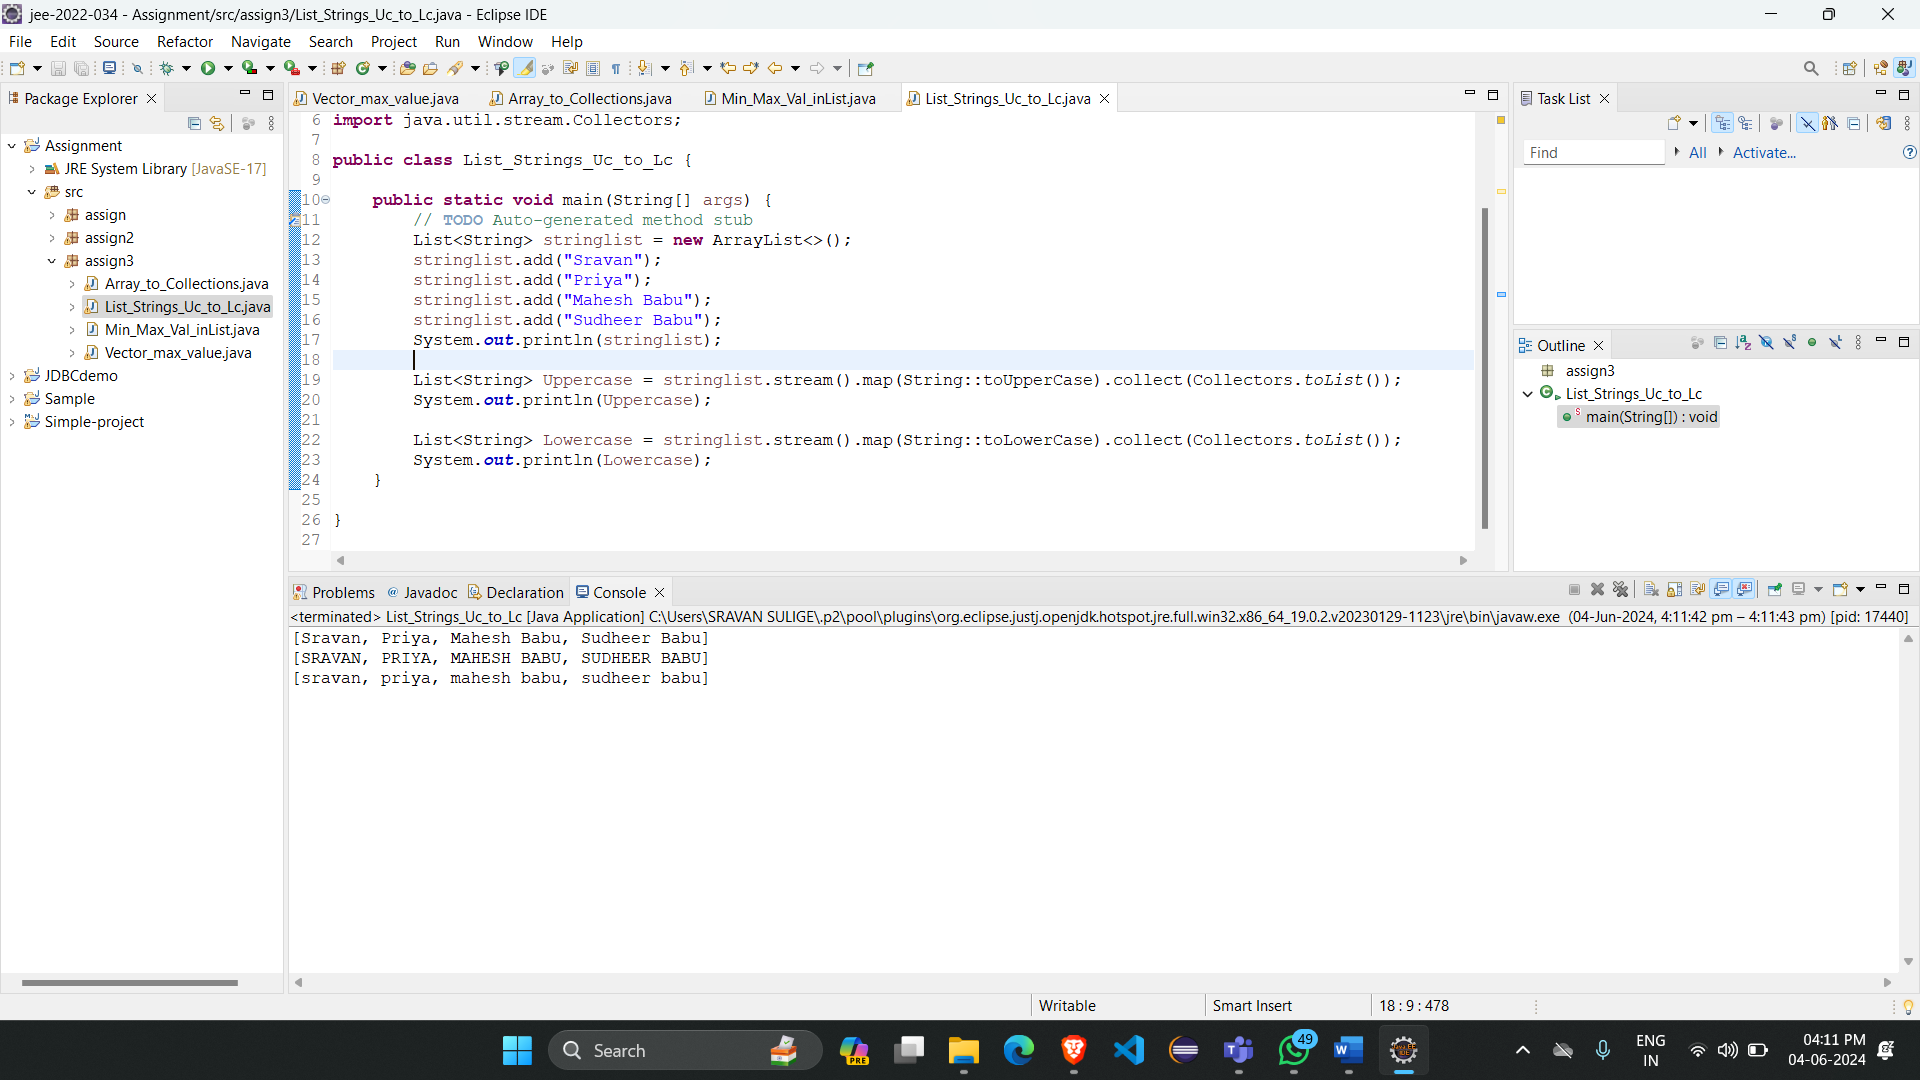 jee-2022-034 - Assignment/src/assign3/List_Strings_Uc_to_Lc.java - Eclipse IDE
File Edit Source Refactor Navigate Search Project Run Window Help
Package Explorer
Assignment
JRE System Library [JavaSE-17]
src
assign
assign2
assign3
Array_to_Collections.java
List_Strings_Uc_to_Lc.java
Min_Max_Val_inList.java
Vector_max_value.java
JDBCdemo
Sample
Simple-project
Vector_max_value.java Array_to_Collections.java Min_Max_Val_inList.java List_Strings_Uc_to_Lc.java
6 import java.util.stream.Collectors;
7
8 public class List_Strings_Uc_to_Lc {
9
10 public static void main(String[] args) {
11 // TODO Auto-generated method stub
12 List<String> stringlist = new ArrayList<>();
13 stringlist.add("Sravan");
14 stringlist.add("Priya");
15 stringlist.add("Mahesh Babu");
16 stringlist.add("Sudheer Babu");
17 System.out.println(stringlist);
18
19 List<String> Uppercase = stringlist.stream().map(String::toUpperCase).collect(Collectors.toList());
20 System.out.println(Uppercase);
21
22 List<String> Lowercase = stringlist.stream().map(String::toLowerCase).collect(Collectors.toList());
23 System.out.println(Lowercase);
24 }
25
26 }
27
Task List
Find All Activate...
Outline
assign3
List_Strings_Uc_to_Lc
main(String[]) : void
Problems Javadoc Declaration Console
<terminated> List_Strings_Uc_to_Lc [Java Application] C:\Users\SRAVAN SULIGE\.p2\pool\plugins\org.eclipse.justj.openjdk.hotspot.jre.full.win32.x86_64_19.0.2.v20230129-1123\jre\bin\javaw.exe (04-Jun-2024, 4:11:42 pm – 4:11:43 pm) [pid: 17440]
[Sravan, Priya, Mahesh Babu, Sudheer Babu]
[SRAVAN, PRIYA, MAHESH BABU, SUDHEER BABU]
[sravan, priya, mahesh babu, sudheer babu]
Writable Smart Insert 18 : 9 : 478
Search
PRE
49
ENG
IN
04:11 PM
04-06-2024